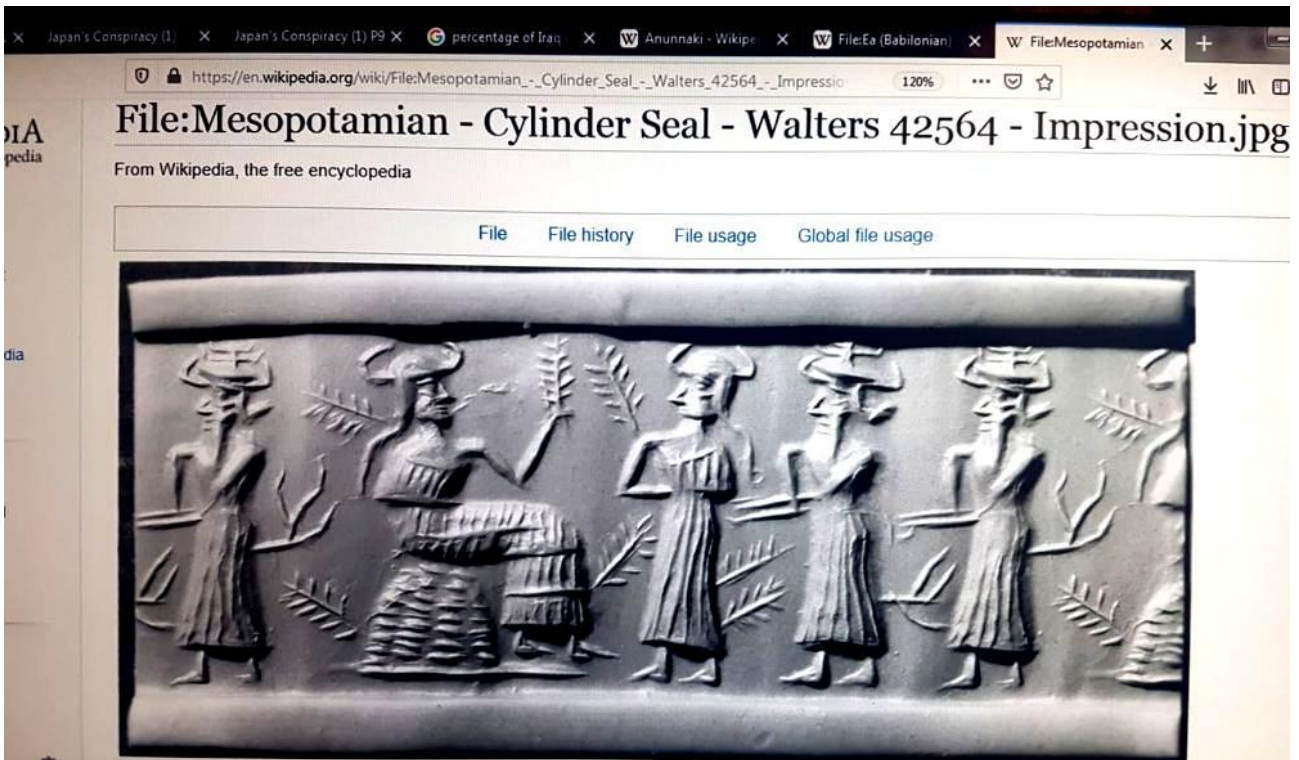 Japan's Conspiracy (1) Japan's Conspiracy (1) P9 percentage of Iraq Anunnaki - Wikipe File:Ea (Babilonian) File:Mesopotamian
https://en.wikipedia.org/wiki/File:Mesopotamian_-_Cylinder_Seal_-_Walters_42564_-_Impressio 120%
File:Mesopotamian - Cylinder Seal - Walters 42564 - Impression.jpg
IA
pedia
From Wikipedia, the free encyclopedia
File File history File usage Global file usage
dia